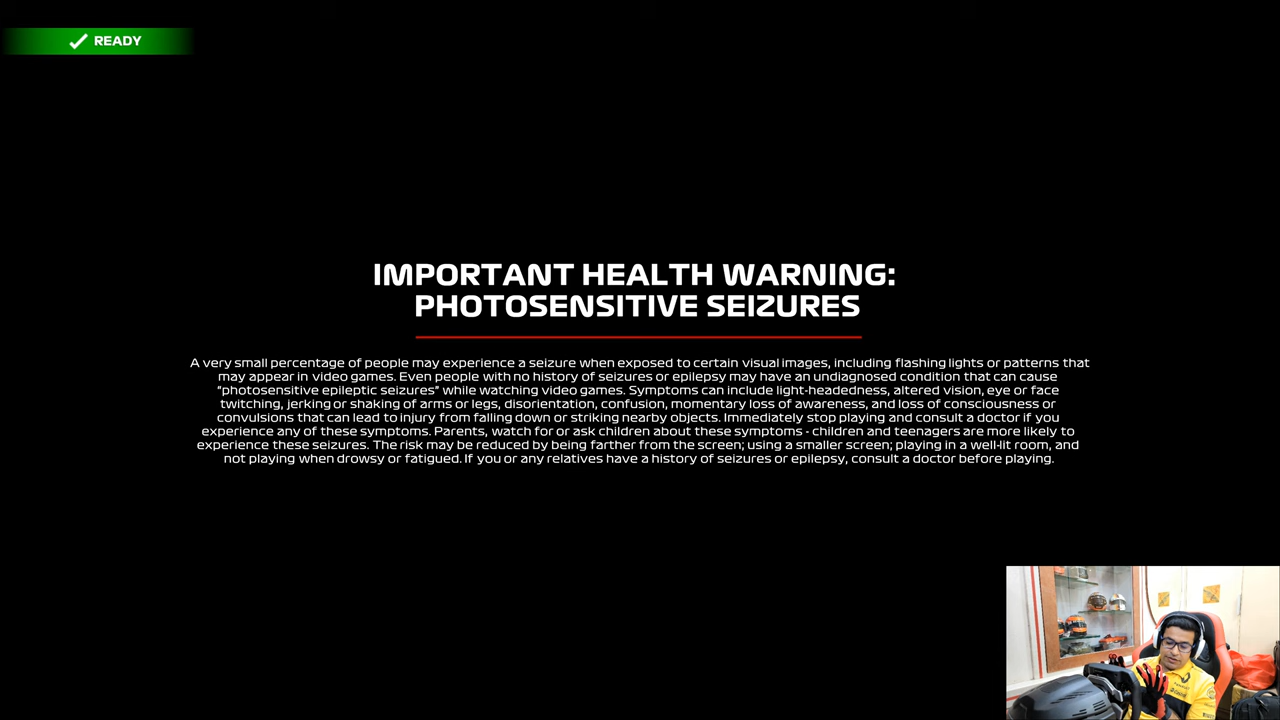 READY
IMPORTANT HEALTH WARNING:
PHOTOSENSITIVE SEIZURES
A very small percentage of people may experience a seizure when exposed to certain visual images, including flashing lights or patterns that
may appear in video games. Even people with no history of seizures or epilepsy may have an undiagnosed condition that can cause
"photosensitive epileptic seizures" while watching video games. Symptoms can include light-headedness, altered vision, eye or face
twitching, jerking or shaking of arms or legs, disorientation, confusion, momentary loss of awareness, and loss of consciousness or
convulsions that can lead to injury from falling down or striking nearby objects. Immediately stop playing and consult a doctor if you
experience any of these symptoms. Parents, watch for or ask children about these symptoms - children and teenagers are more likely to
experience these seizures. The risk may be reduced by being farther from the screen; using a smaller screen; playing in a well-lit room, and
not playing when drowsy or fatigued. If you or any relatives have a history of seizures or epilepsy, consult a doctor before playing.